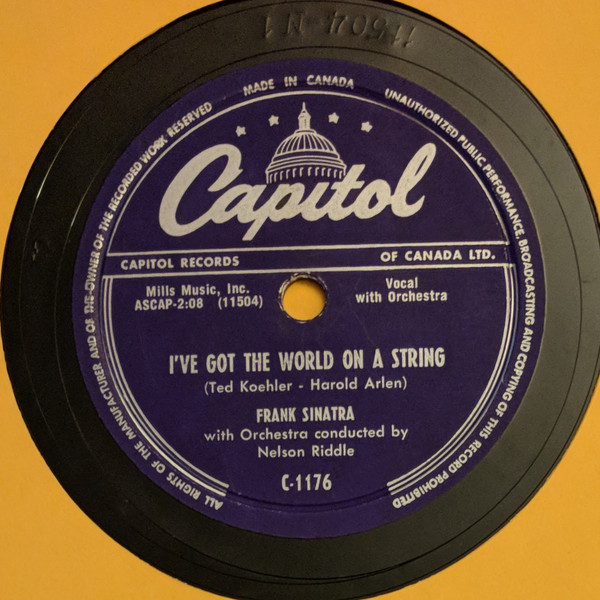 11504-N1
MADE IN CANADA
ALL RIGHTS OF THE MANUFACTURER AND OF THE OWNER OF THE RECORDED WORK RESERVED
UNAUTHORIZED PUBLIC PERFORMANCE, BROADCASTING AND COPYING OF THIS RECORD PROHIBITED
Capitol
CAPITOL RECORDS OF CANADA LTD.
Mills Music, Inc.
ASCAP-2:08 (11504)
Vocal
with Orchestra
I'VE GOT THE WORLD ON A STRING
(Ted Koehler - Harold Arlen)
FRANK SINATRA
with Orchestra conducted by
Nelson Riddle
C-1176